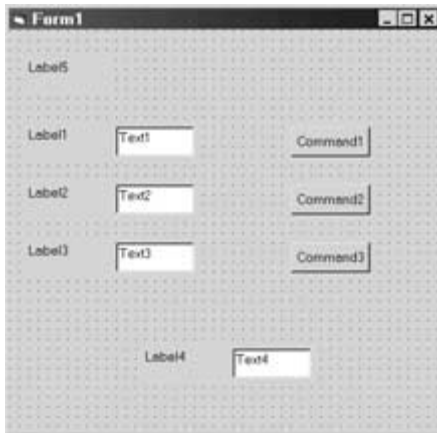 Form1
Label5
Label1 Text1 Command1
Label2 Text2 Command2
Label3 Text3 Command3
Label4 Text4